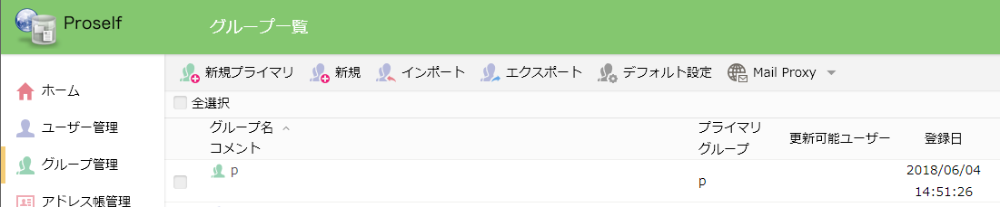 Proself
グループ一覧
新規プライマリ 新規 インポート エクスポート デフォルト設定 Mail Proxy
ホーム
ユーザー管理
グループ管理
アドレス帳管理
全選択
グループ名 プライマリ 更新可能ユーザー 登録日
コメント グループ
p p 2018/06/04
14:51:26